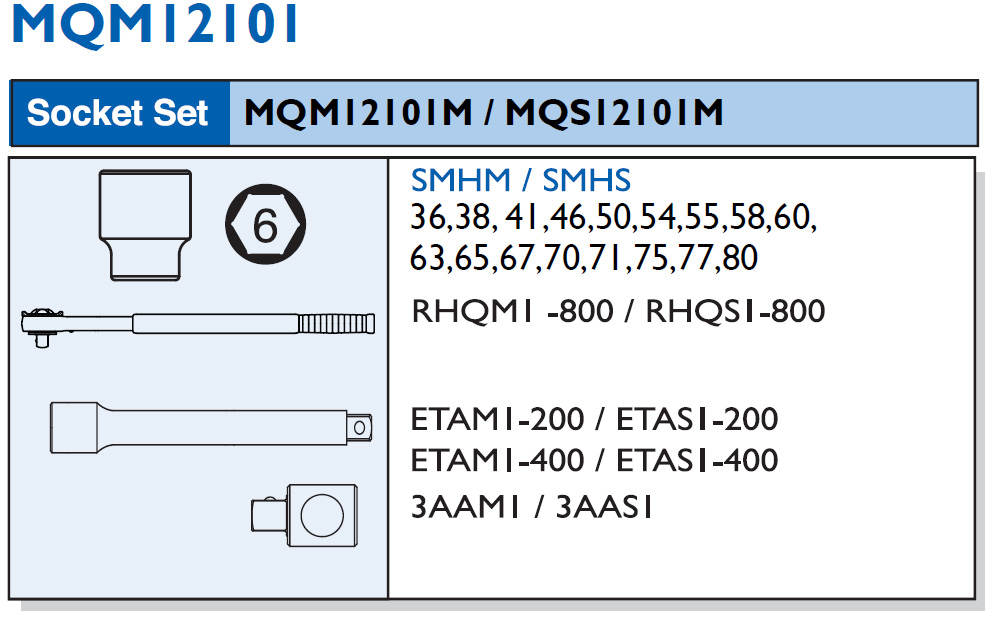 MQM12101
Socket Set MQM12101M / MQS12101M
SMHM / SMHS
6
36,38, 41,46,50,54,55,58,60,
63,65,67,70,71,75,77,80
RHQM1 -800 / RHQS1-800
ETAM1-200 / ETAS1-200
ETAM1-400 / ETAS1-400
3AAM1 / 3AAS1